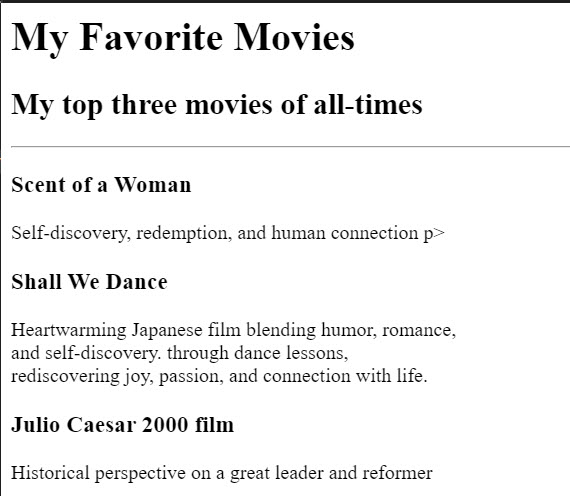 My Favorite Movies
My top three movies of all-times
Scent of a Woman
Self-discovery, redemption, and human connection p>
Shall We Dance
Heartwarming Japanese film blending humor, romance,
and self-discovery. through dance lessons,
rediscovering joy, passion, and connection with life.
Julio Caesar 2000 film
Historical perspective on a great leader and reformer